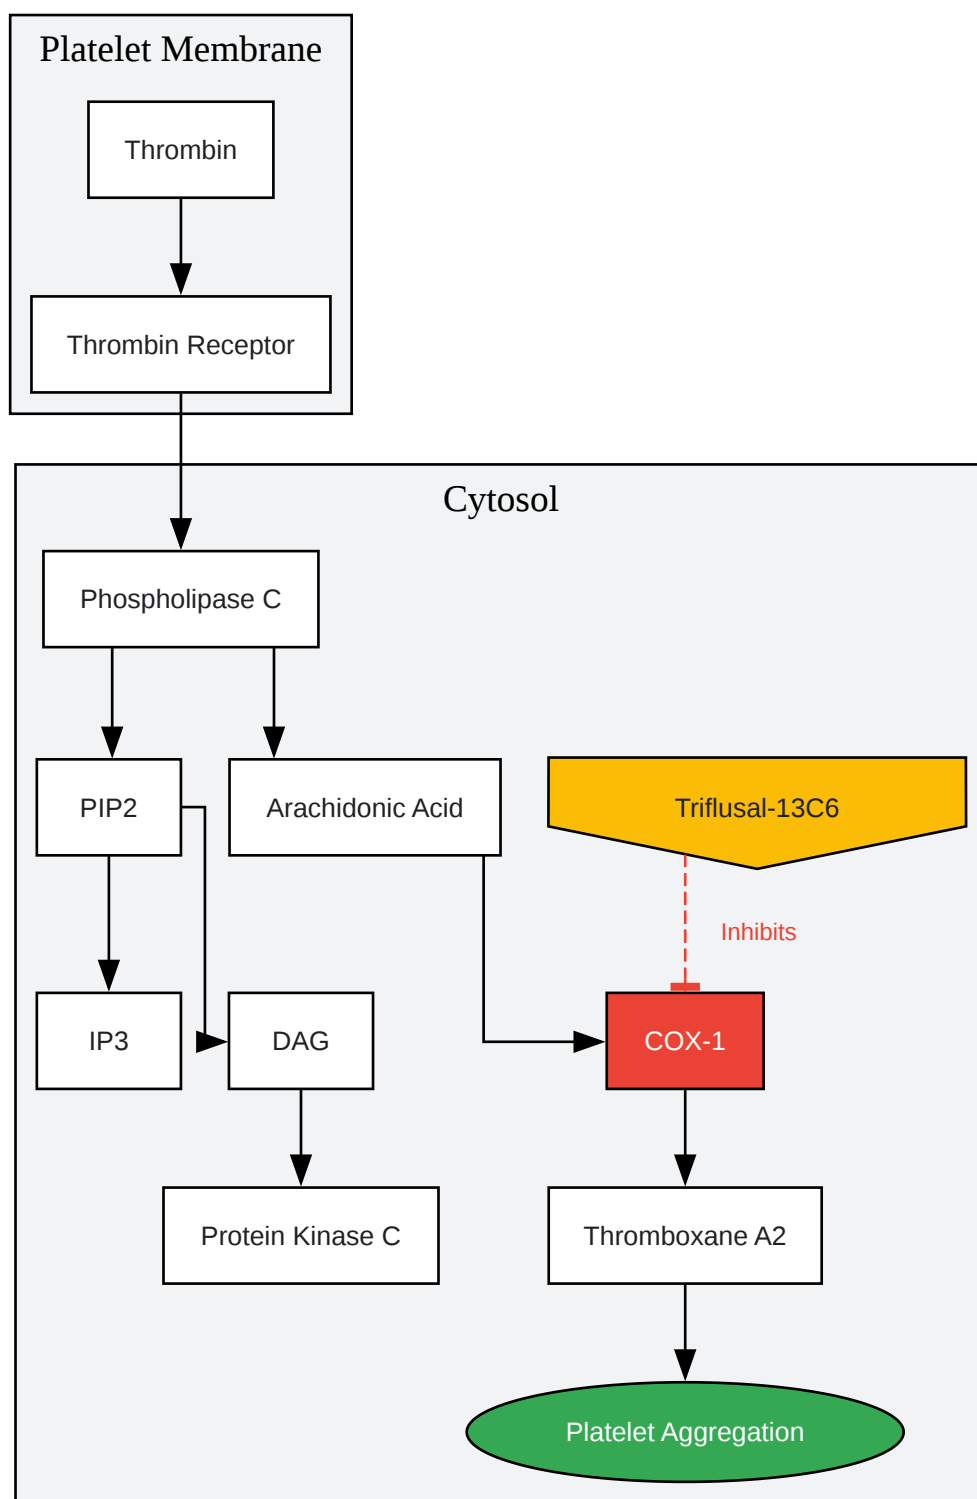 Platelet Membrane
Thrombin
Thrombin Receptor
Cytosol
Phospholipase C
PIP2
Arachidonic Acid
Triflusal-13C6
Inhibits
IP3
DAG
COX-1
Protein Kinase C
Thromboxane A2
Platelet Aggregation